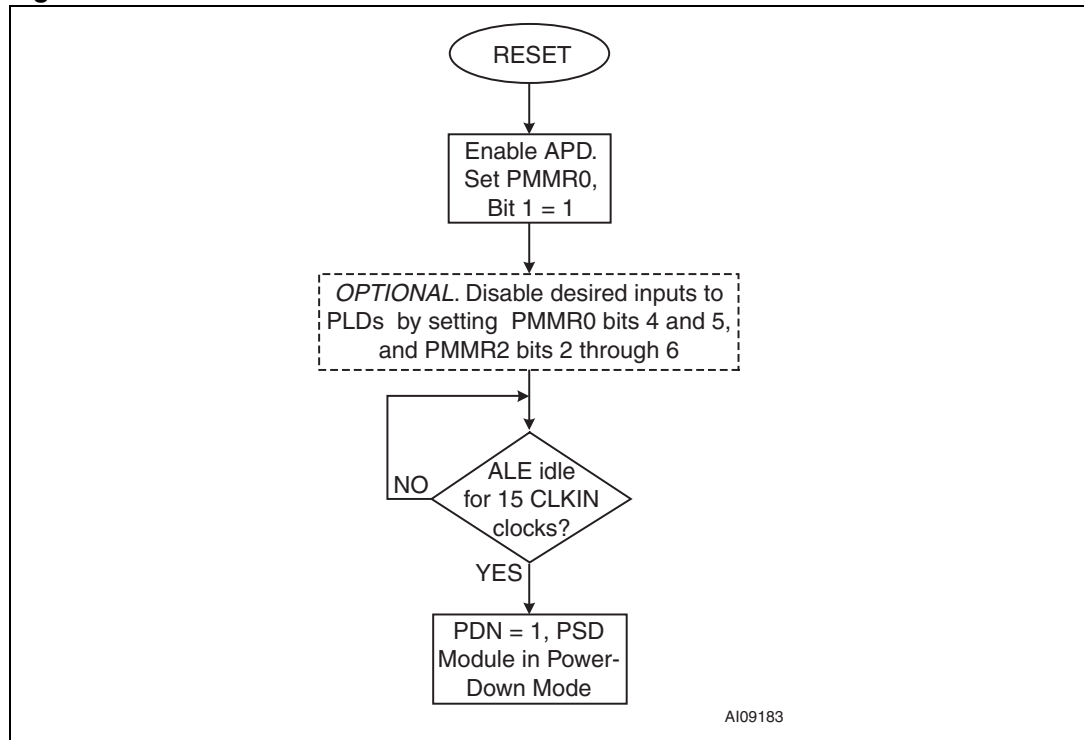 RESET
Enable APD.
Set PMMR0,
Bit 1 = 1
OPTIONAL. Disable desired inputs to
PLDs by setting PMMR0 bits 4 and 5,
and PMMR2 bits 2 through 6
NO
ALE idle
for 15 CLKIN
clocks?
YES
PDN = 1, PSD
Module in Power-
Down Mode
AI09183